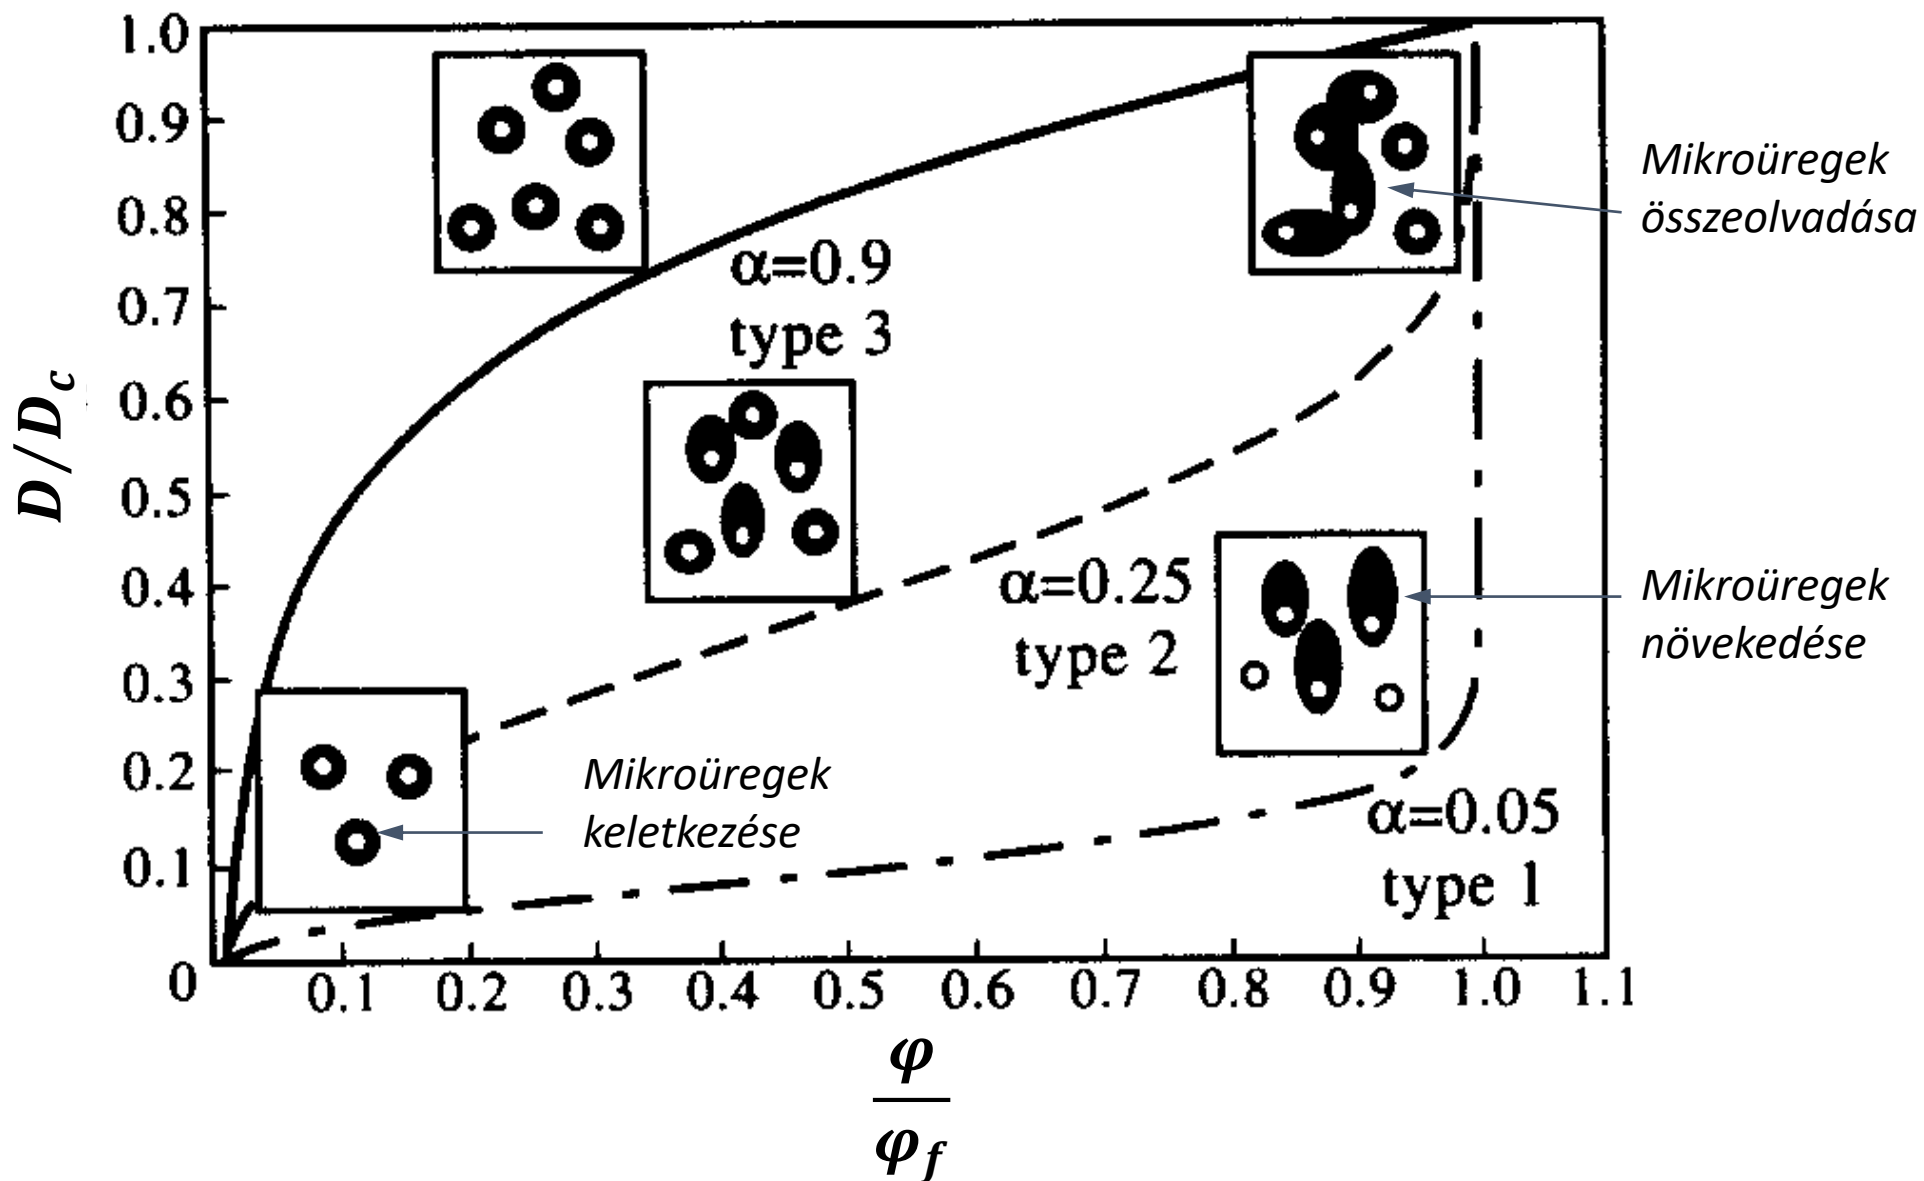 1.0
0.9
0.8
0.7
0.6
0.5
0.4
0.3
0.2
0.1
0
D/D_c
α=0.9
type 3
Mikroüregek
összeolvadása
α=0.25
type 2
Mikroüregek
növekedése
Mikroüregek
keletkezése
α=0.05
type 1
0.1 0.2 0.3 0.4 0.5 0.6 0.7 0.8 0.9 1.0 1.1
φ
φ_f